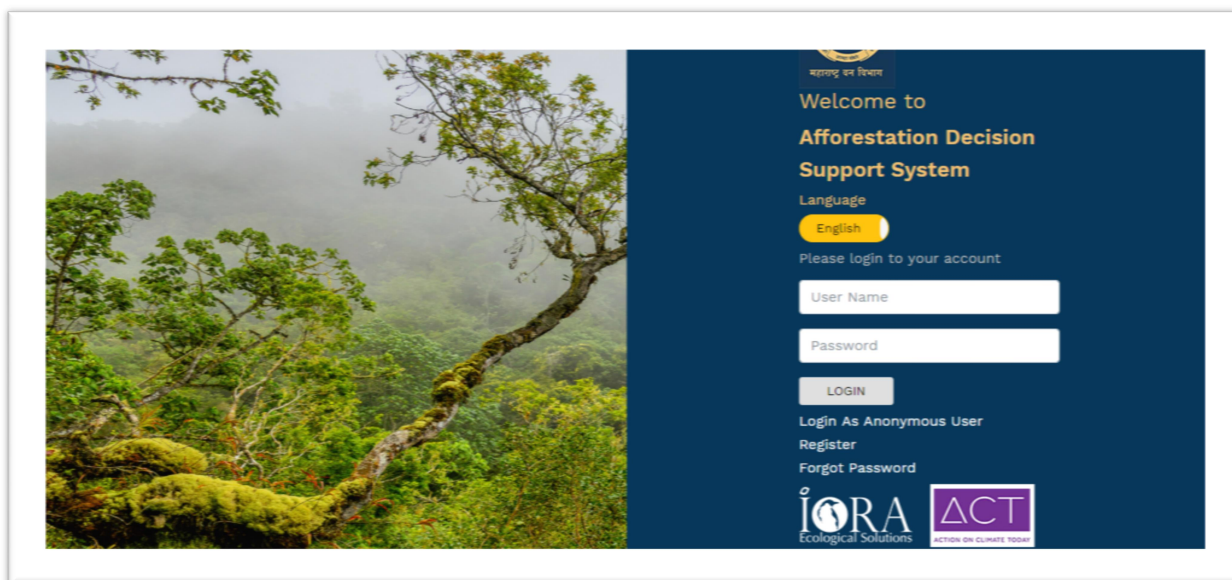 महाराष्ट्र वन विभाग
Welcome to
Afforestation Decision
Support System
Language
English
Please login to your account
User Name
Password
LOGIN
Login As Anonymous User
Register
Forgot Password
IORA
Ecological Solutions
ACT
ACTION ON CLIMATE TODAY